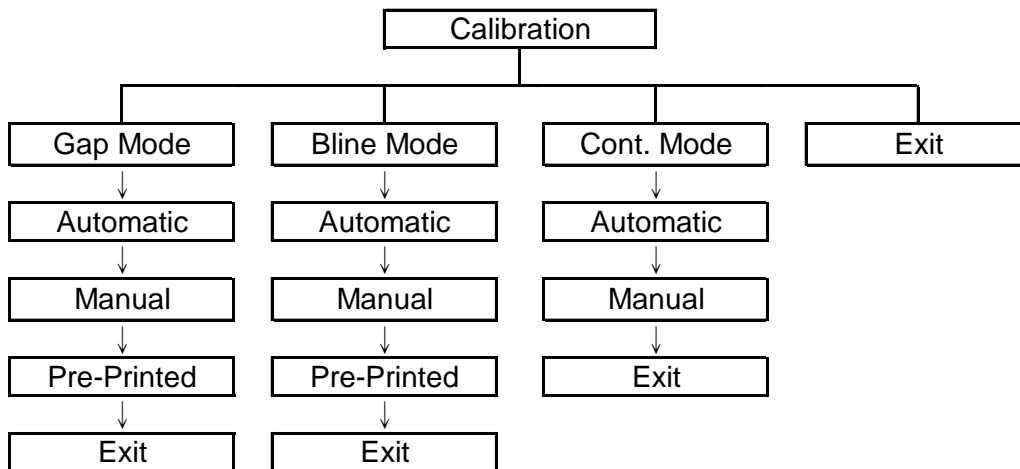 Calibration
Gap Mode
Bline Mode
Cont. Mode
Exit
Automatic
Automatic
Automatic
Manual
Manual
Manual
Pre-Printed
Pre-Printed
Exit
Exit
Exit